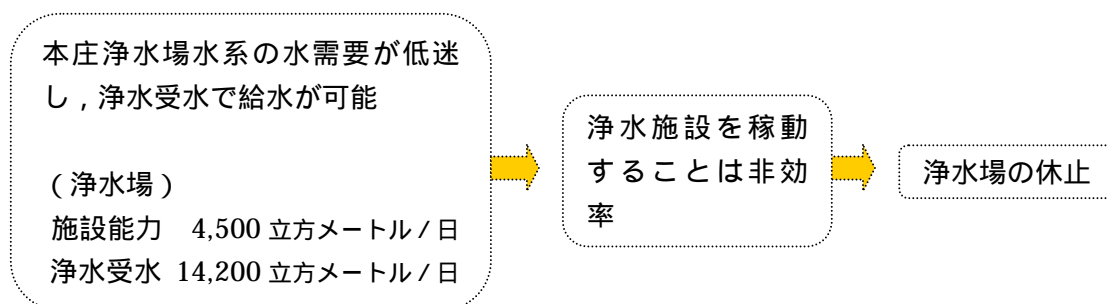 本庄浄水場水系の水需要が低迷
し，浄水受水で給水が可能
（浄水場）
施設能力　4,500 立方メートル／日
浄水受水 14,200 立方メートル／日
浄水施設を稼動
することは非効
率
浄水場の休止